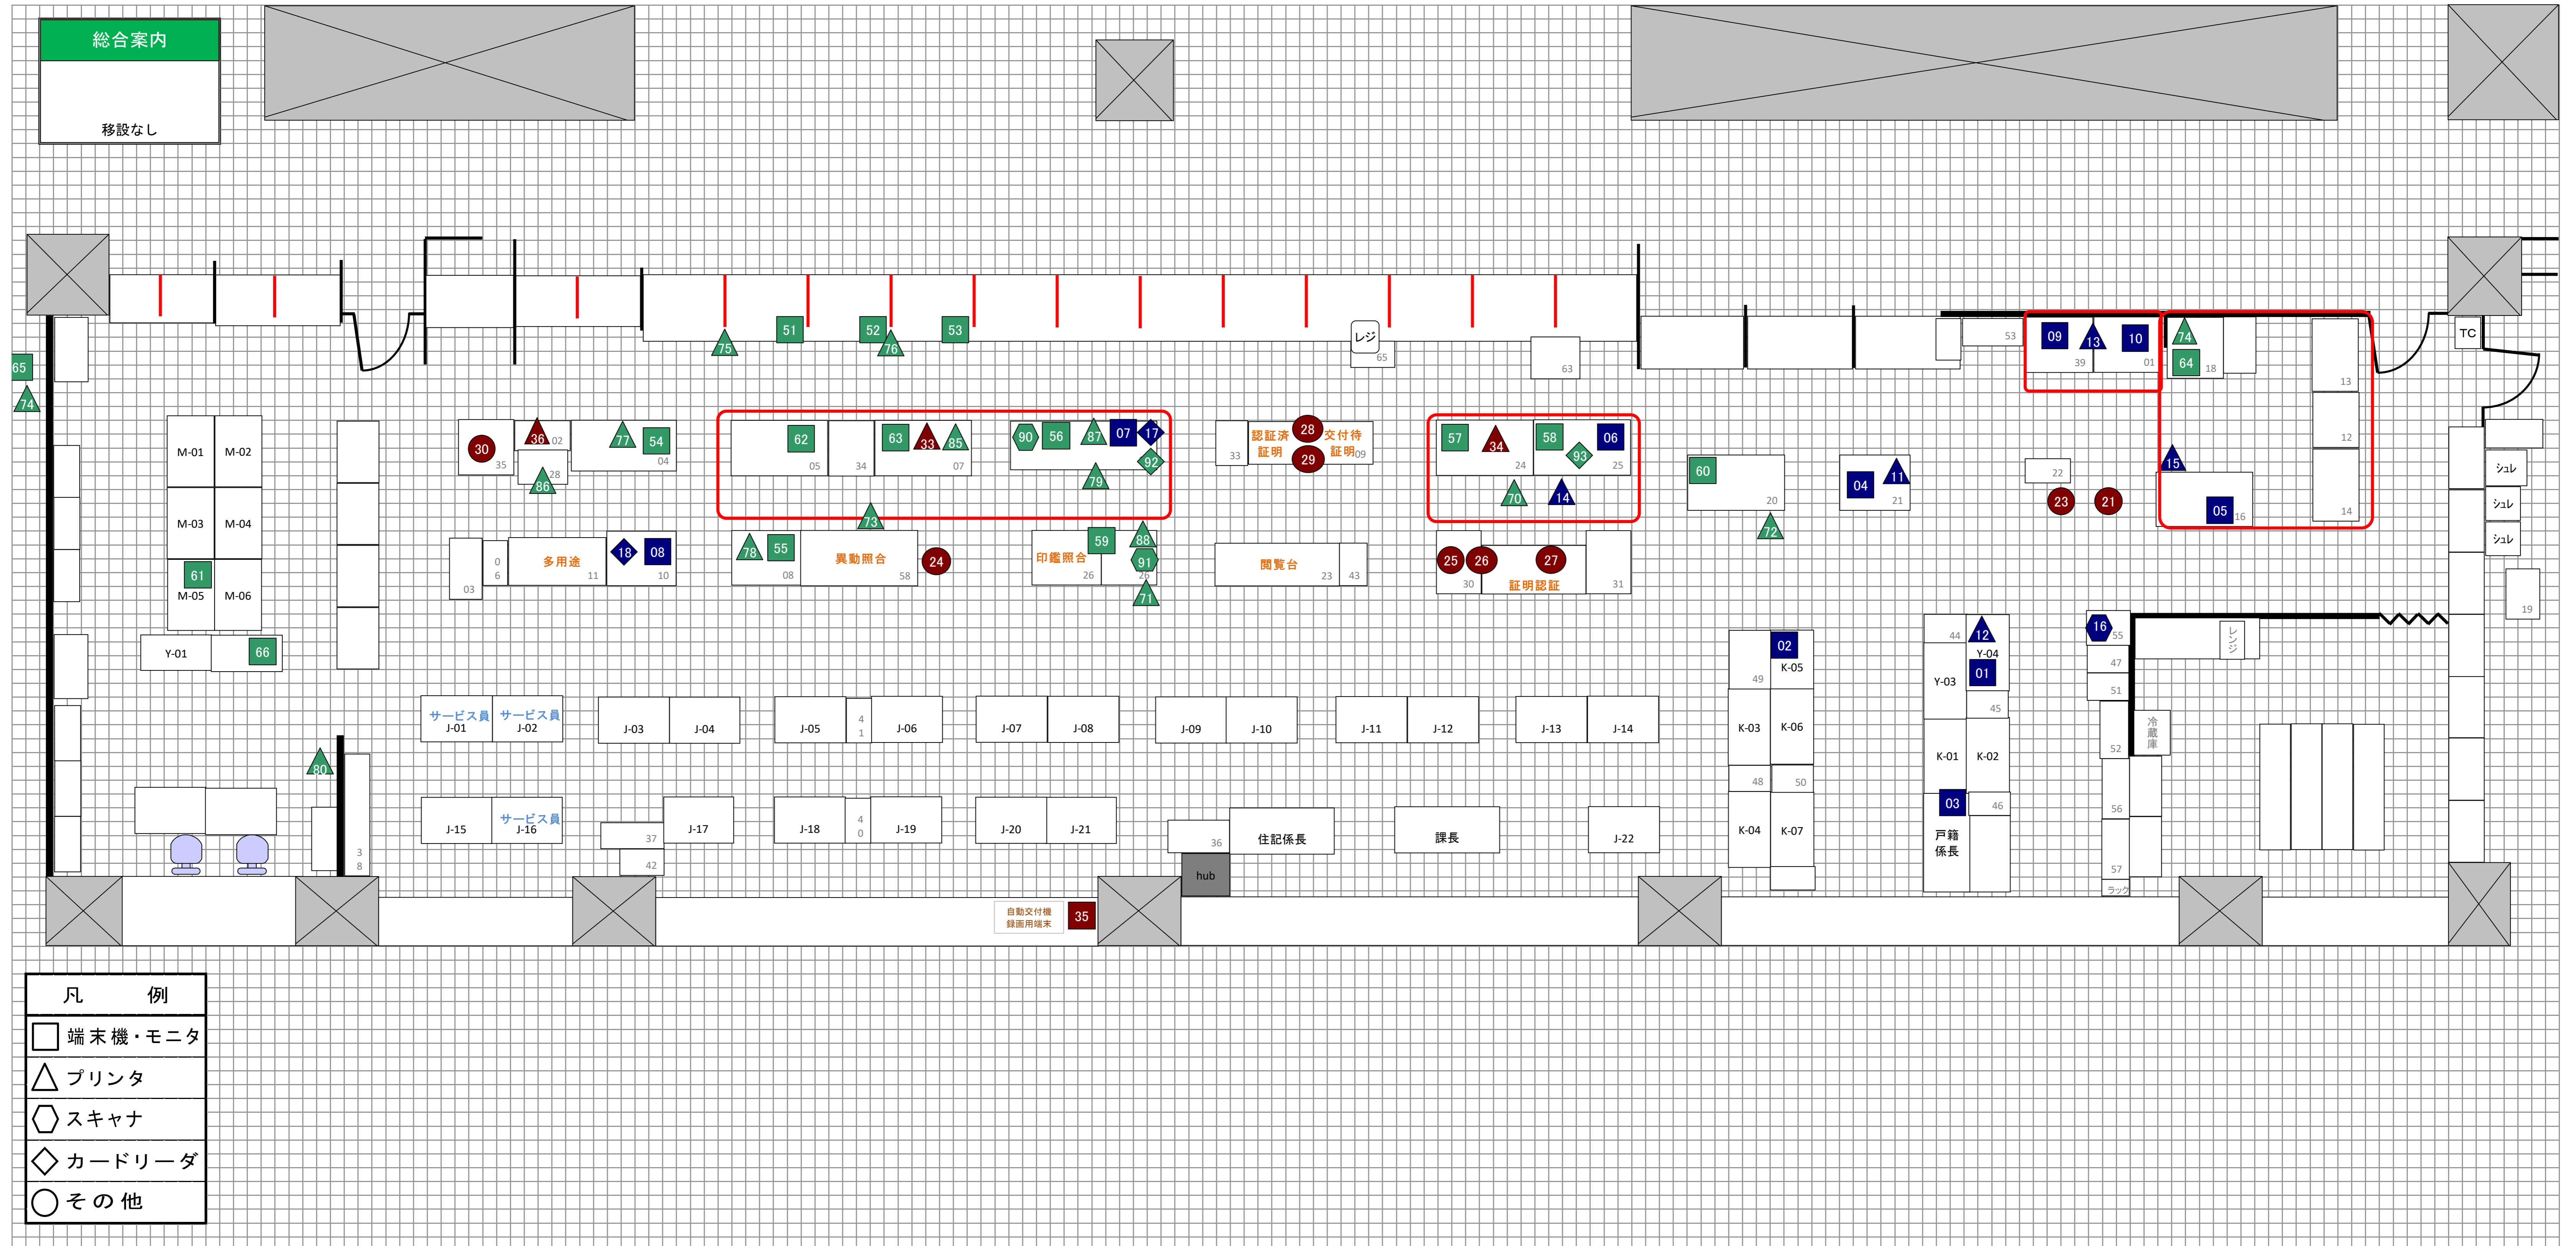 総合案内
移設なし
51
52
53
75
76
レジ
65
63
53
09
13
10
39
01
74
64
18
TC
13
65
74
M-01
M-02
M-03
M-04
61
M-05
M-06
Y-01
66
30
35
36
02
28
86
77
54
04
62
05
34
63
33
85
07
90
56
87
07
17
92
79
73
33
認証済
証明
28
29
交付待
証明
09
57
34
24
58
93
06
25
70
14
60
20
72
04
11
21
22
23
21
15
05
16
12
14
シュレ
シュレ
シュレ
19
03
0
6
多用途
11
18
08
10
78
55
08
異動照合
58
24
印鑑照合
26
59
88
91
26
71
閲覧台
23
43
25
30
26
27
証明認証
31
02
K-05
49
K-03
K-06
48
50
K-04
K-07
44
12
Y-04
Y-03
01
45
K-01
K-02
03
46
戸籍
係長
16
55
47
51
52
56
57
ラック
レンジ
冷蔵庫
サービス員
J-01
サービス員
J-02
J-03
J-04
J-05
4
1
J-06
J-07
J-08
J-09
J-10
J-11
J-12
J-13
J-14
80
3
8
J-15
サービス員
J-16
37
42
J-17
J-18
4
0
J-19
J-20
J-21
36
住記係長
課長
J-22
hub
自動交付機
録画用端末
35
凡 例
端末機・モニタ
プリンタ
スキャナ
カードリーダ
その他